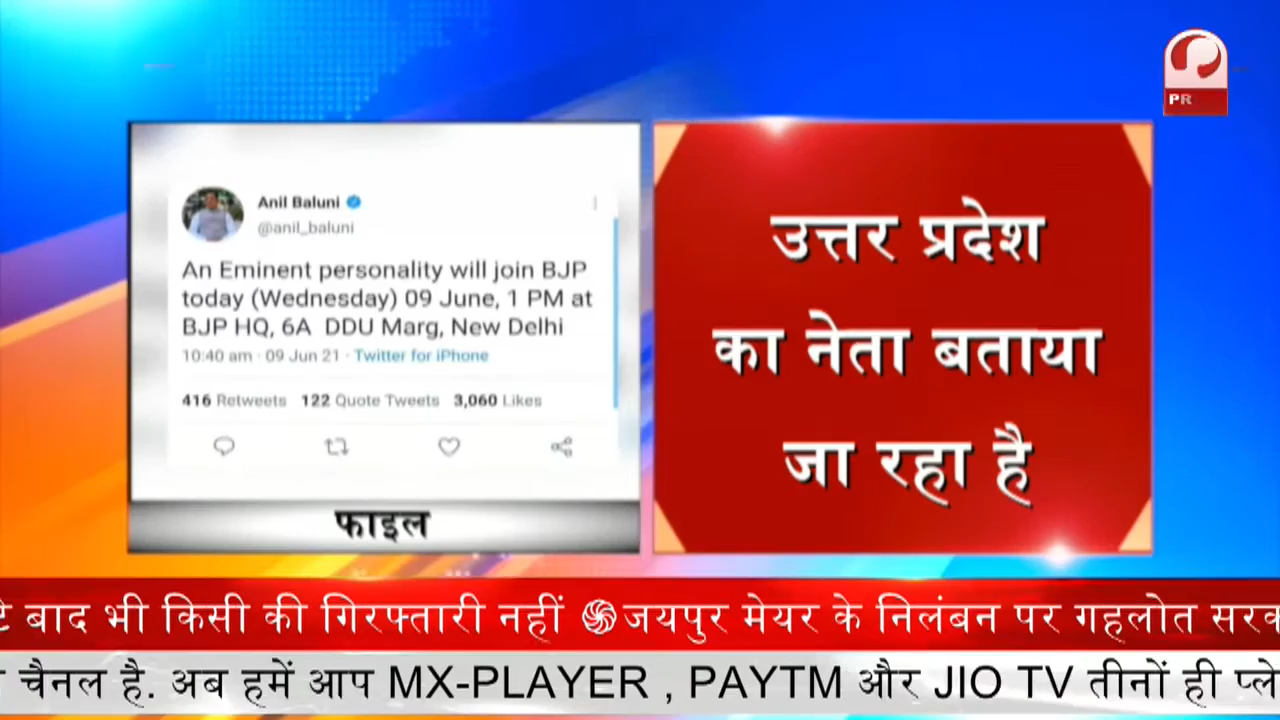 PR
Anil Baluni
@anil_baluni
An Eminent personality will join BJP
today (Wednesday) 09 June, 1 PM at
BJP HQ, 6A DDU Marg, New Delhi
10:40 am · 09 Jun 21 · Twitter for iPhone
416 Retweets 122 Quote Tweets 3,060 Likes
फाइल
उत्तर प्रदेश
का नेता बताया
जा रहा है
बाद भी किसी की गिरफ्तारी नहीं जयपुर मेयर के निलंबन पर गहलोत
चैनल है. अब हमें आप MX-PLAYER , PAYTM और JIO TV तीनों ही